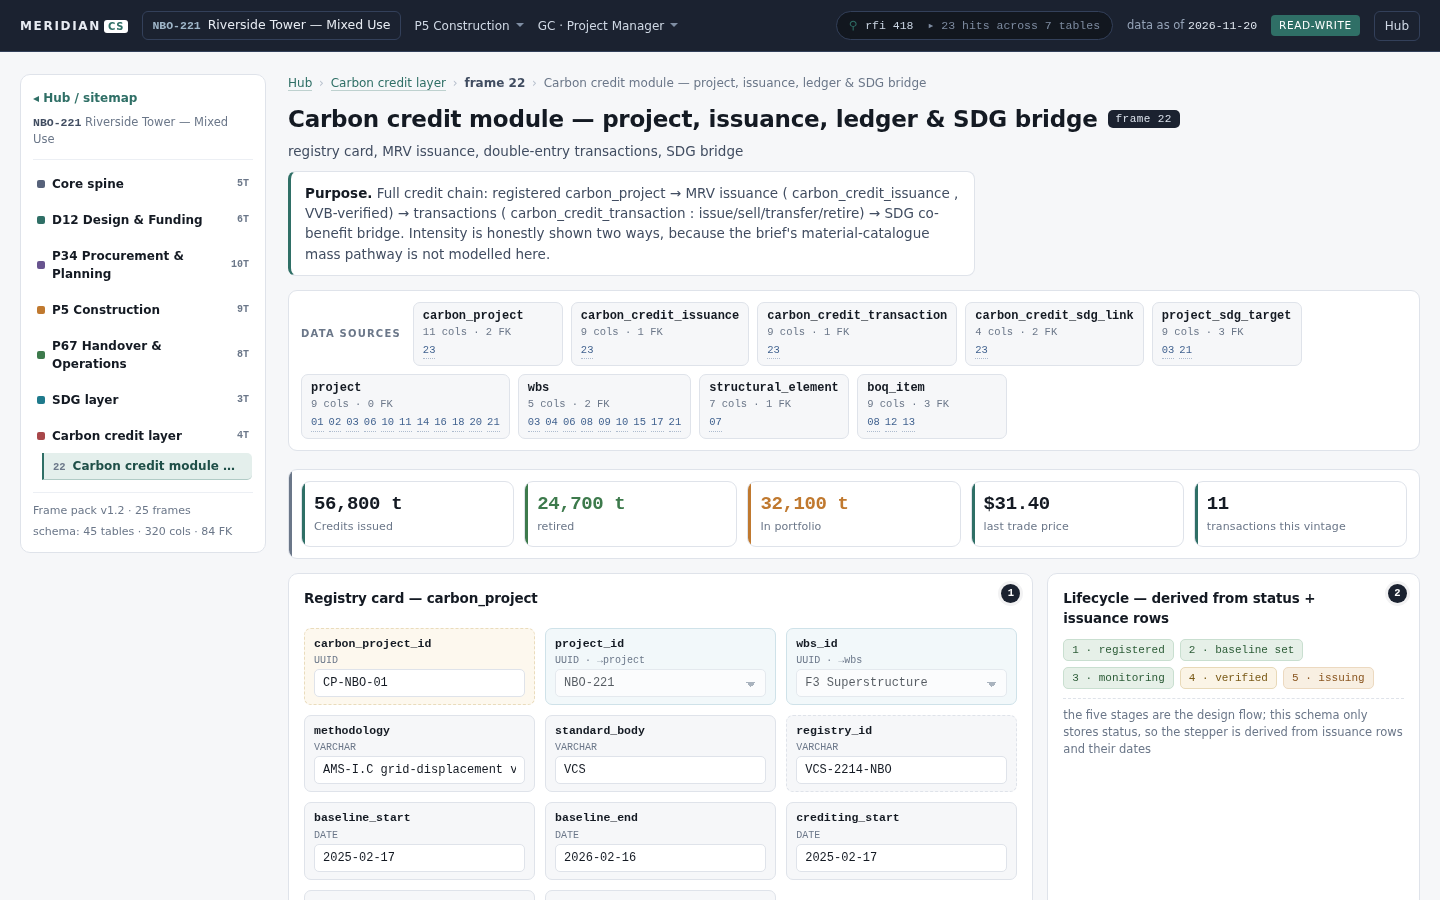 MERIDIAN CS NBO-221 Riverside Tower — Mixed Use P5 Construction GC · Project Manager rfi 418 ▸ 23 hits across 7 tables data as of 2026-11-20 READ-WRITE Hub
◂ Hub / sitemap
NBO-221 Riverside Tower — Mixed
Use
Core spine 5T
D12 Design & Funding 6T
P34 Procurement &
Planning 10T
P5 Construction 9T
P67 Handover &
Operations 8T
SDG layer 3T
Carbon credit layer 4T
22 Carbon credit module …
Frame pack v1.2 · 25 frames
schema: 45 tables · 320 cols · 84 FK
Hub › Carbon credit layer › frame 22 › Carbon credit module — project, issuance, ledger & SDG bridge
Carbon credit module — project, issuance, ledger & SDG bridge frame 22
registry card, MRV issuance, double-entry transactions, SDG bridge
Purpose. Full credit chain: registered carbon_project → MRV issuance ( carbon_credit_issuance ,
VVB-verified) → transactions ( carbon_credit_transaction : issue/sell/transfer/retire) → SDG co-
benefit bridge. Intensity is honestly shown two ways, because the brief's material-catalogue
mass pathway is not modelled here.
DATA SOURCES
carbon_project
11 cols · 2 FK
23
carbon_credit_issuance
9 cols · 1 FK
23
carbon_credit_transaction
9 cols · 1 FK
23
carbon_credit_sdg_link
4 cols · 2 FK
23
project_sdg_target
9 cols · 3 FK
03 21
project
9 cols · 0 FK
01 02 03 06 10 11 14 16 18 20 21
wbs
5 cols · 2 FK
03 04 06 08 09 10 15 17 21
structural_element
7 cols · 1 FK
07
boq_item
9 cols · 3 FK
08 12 13
56,800 t
Credits issued
24,700 t
retired
32,100 t
In portfolio
$31.40
last trade price
11
transactions this vintage
Registry card — carbon_project 1
carbon_project_id
UUID
CP-NBO-01
project_id
UUID · →project
NBO-221
wbs_id
UUID · →wbs
F3 Superstructure
methodology
VARCHAR
AMS-I.C grid-displacement v
standard_body
VARCHAR
VCS
registry_id
VARCHAR
VCS-2214-NBO
baseline_start
DATE
2025-02-17
baseline_end
DATE
2026-02-16
crediting_start
DATE
2025-02-17
Lifecycle — derived from status +
issuance rows
2
1 · registered 2 · baseline set
3 · monitoring 4 · verified 5 · issuing
the five stages are the design flow; this schema only
stores status, so the stepper is derived from issuance rows
and their dates